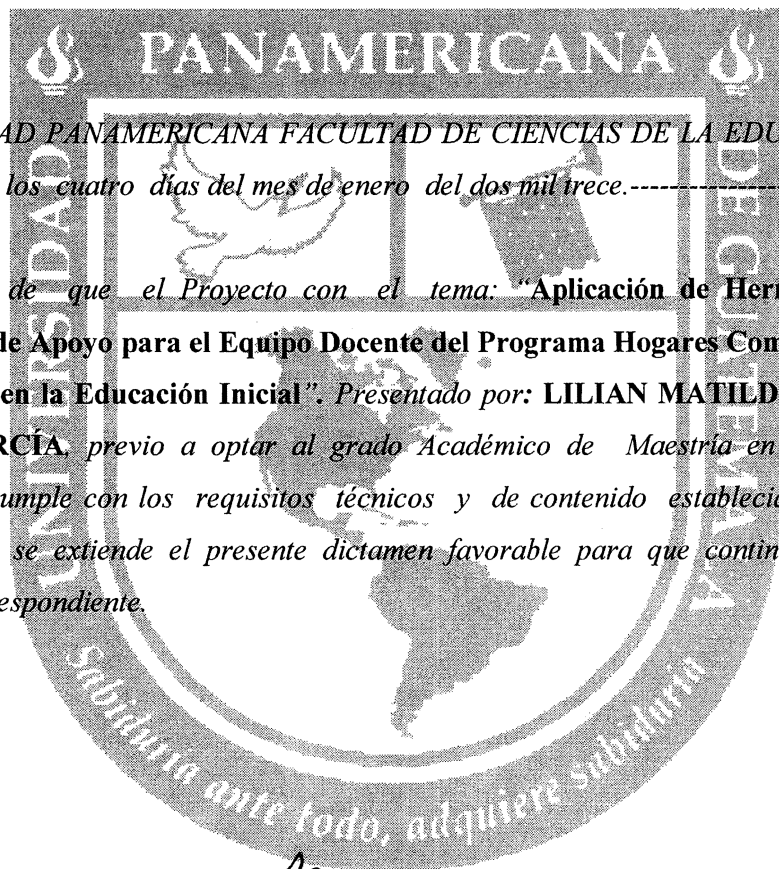 PANAMERICANA
UNIVERSIDAD
DE GUATEMALA
AD PANAMERICANA FACULTAD DE CIENCIAS DE LA EDU
los cuatro días del mes de enero del dos mil trece.----------------
de que el Proyecto con el tema: “Aplicación de Her
de Apoyo para el Equipo Docente del Programa Hogares Com
en la Educación Inicial”. Presentado por: LILIAN MATILD
RCÍA, previo a optar al grado Académico de Maestría en
umple con los requisitos técnicos y de contenido estableci
se extiende el presente dictamen favorable para que contin
espondiente.
Sabiduría ante todo, adquiere sabiduría